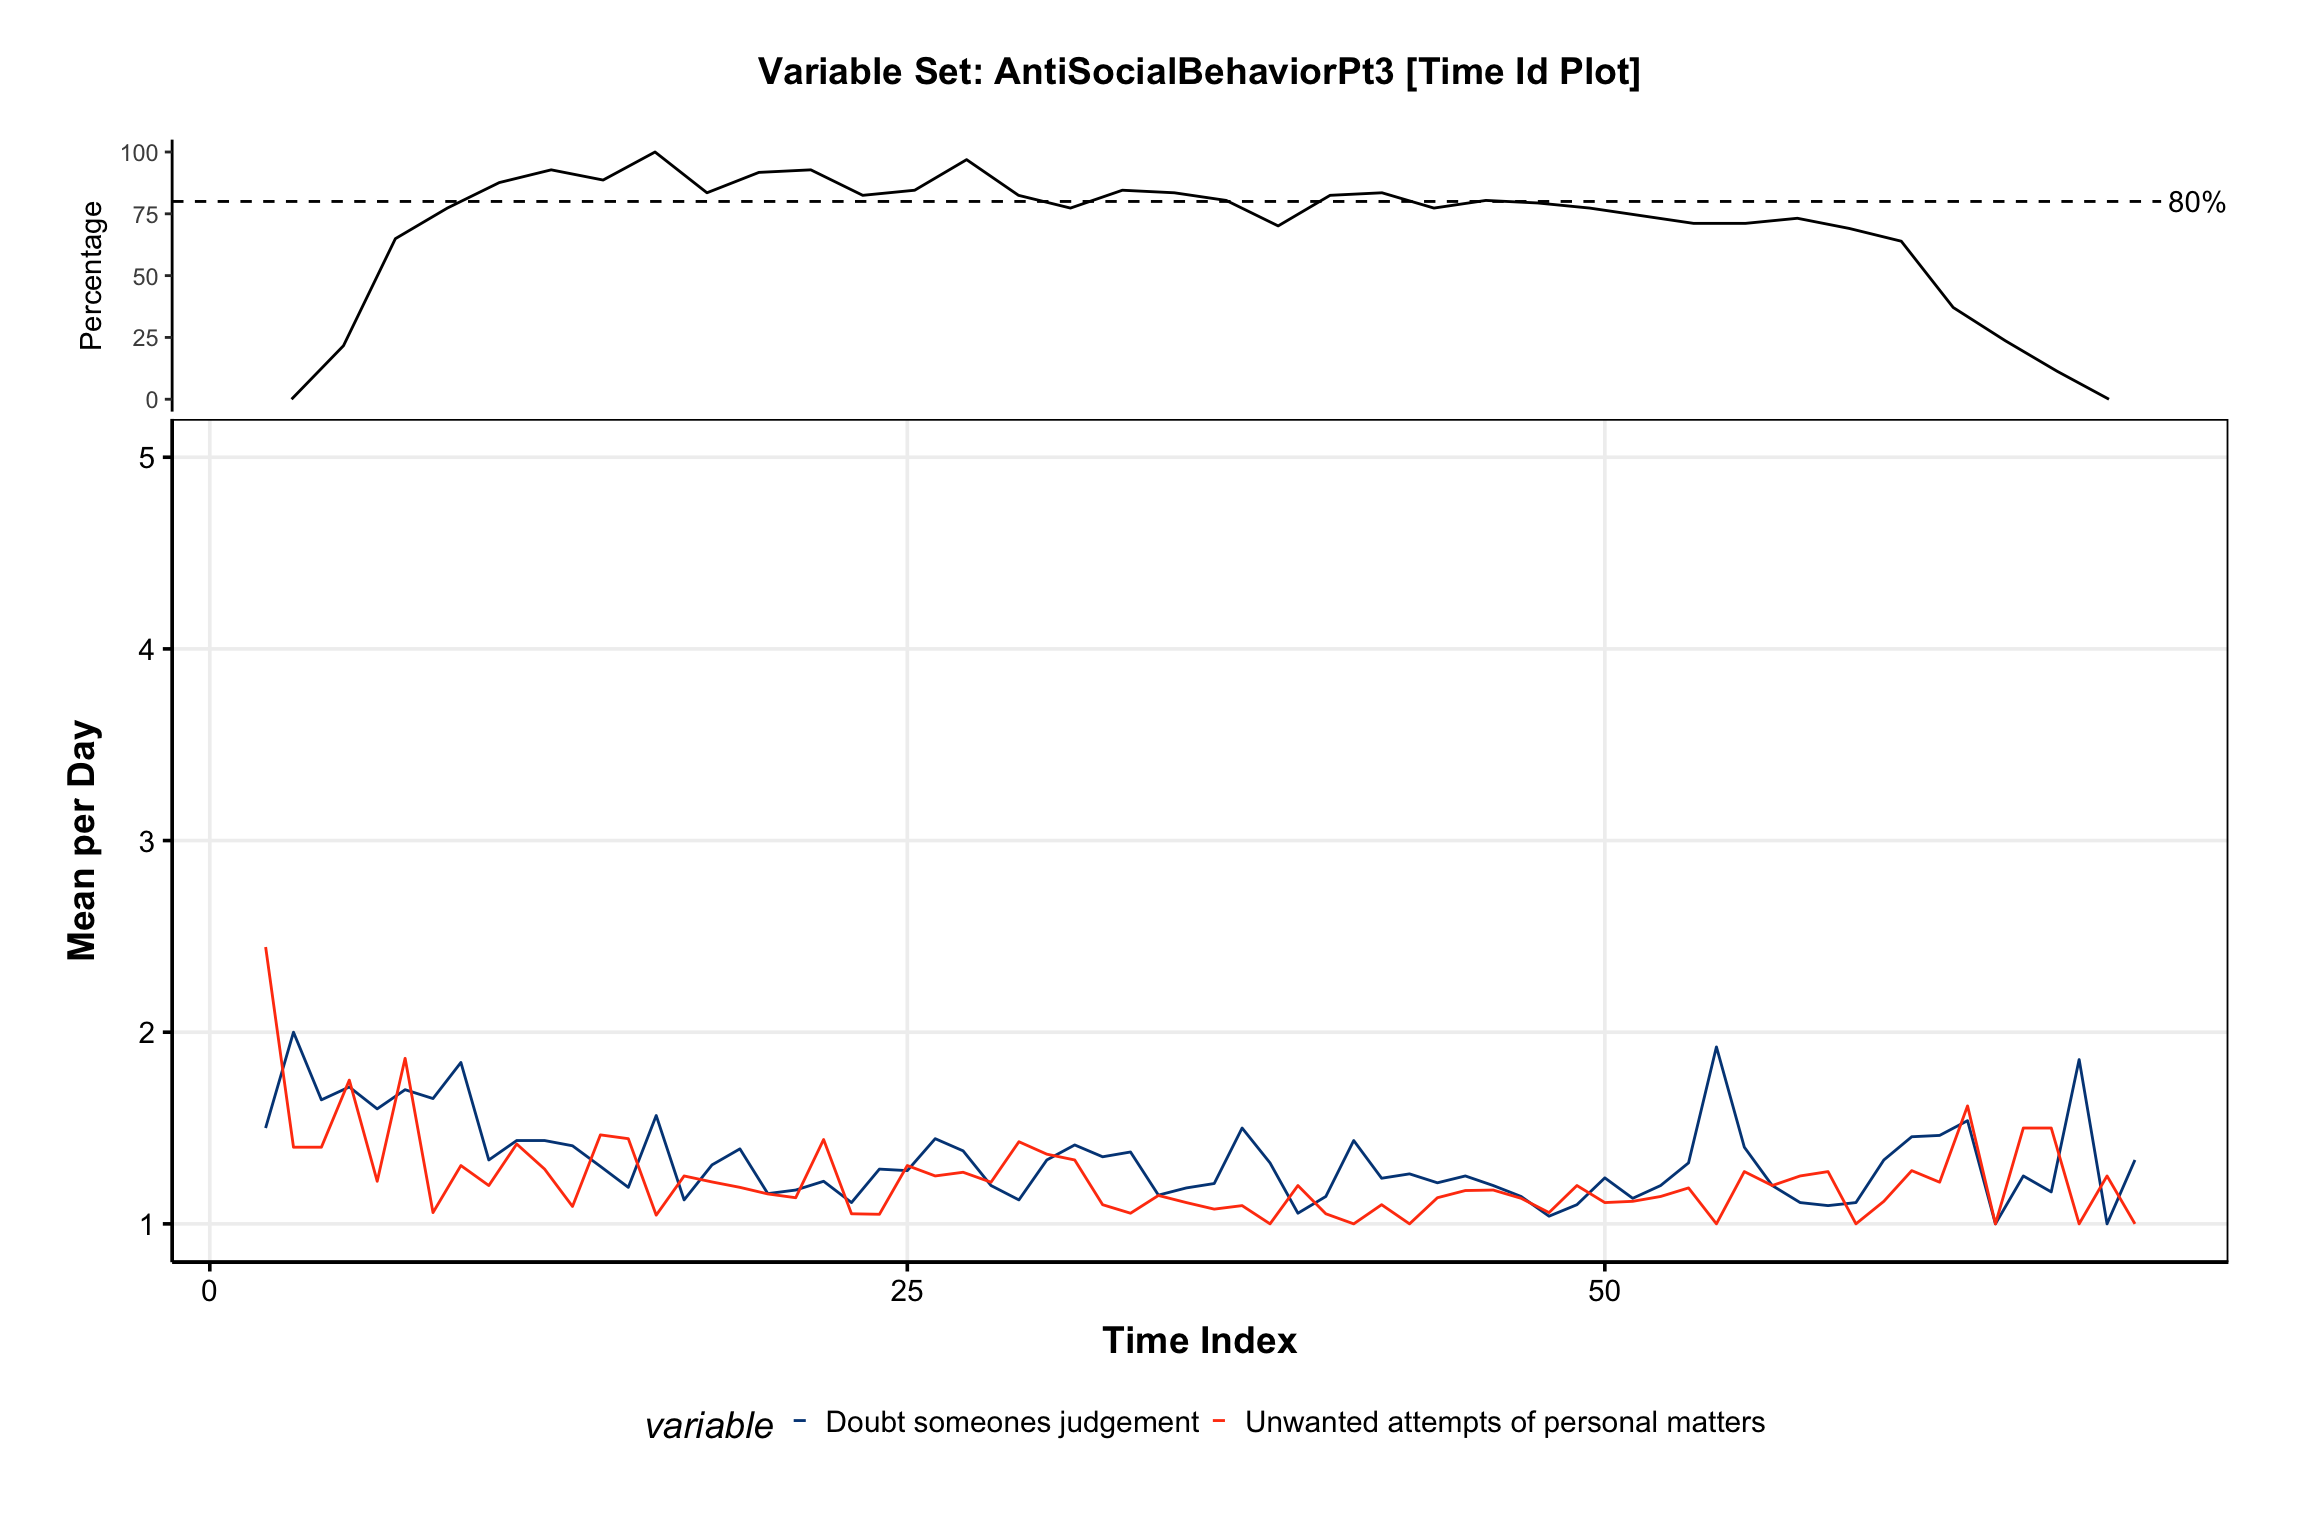 Variable Set: AntiSocialBehaviorPt3 [Time Id Plot]
100
75
50
25
0
Percentage
80%
5
4
3
2
1
Mean per Day
0 25 50
Time Index
variable Doubt someones judgement Unwanted attempts of personal matters